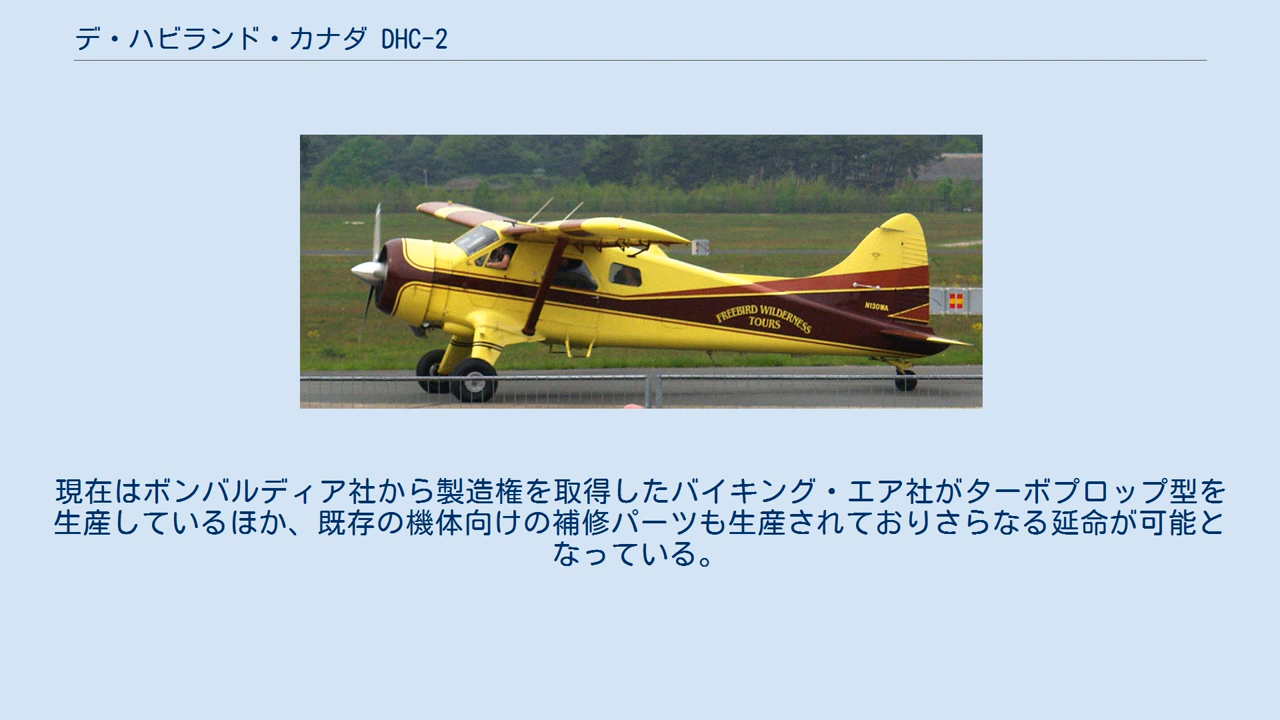 デ・ハビランド・カナダ DHC-2
FREEBIRD WILDERNESS
TOURS
N130WA
現在はボンバルディア社から製造権を取得したバイキング・エア社がターボプロップ型を
生産しているほか、既存の機体向けの補修パーツも生産されておりさらなる延命が可能と
なっている。